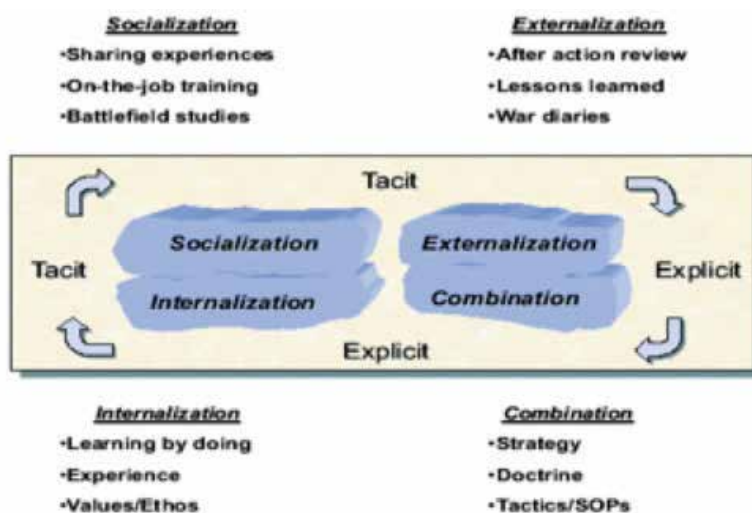 Socialization
•Sharing experiences
•On-the-job training
•Battlefield studies
Externalization
•After action review
•Lessons learned
•War diaries
Tacit
Socialization
Externalization
Tacit
Explicit
Internalization
Combination
Explicit
Internalization
•Learning by doing
•Experience
•Values/Ethos
Combination
•Strategy
•Doctrine
•Tactics/SOPs